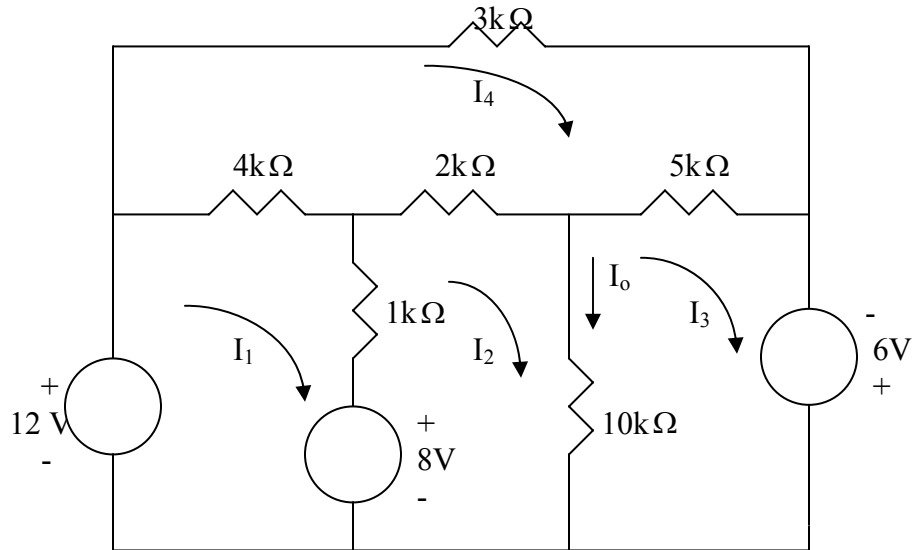 3kΩ
I₄
4kΩ
2kΩ
5kΩ
Iₒ
1kΩ
I₁
I₂
I₃
-
6V
+
+
12 V
-
+
8V
-
10kΩ